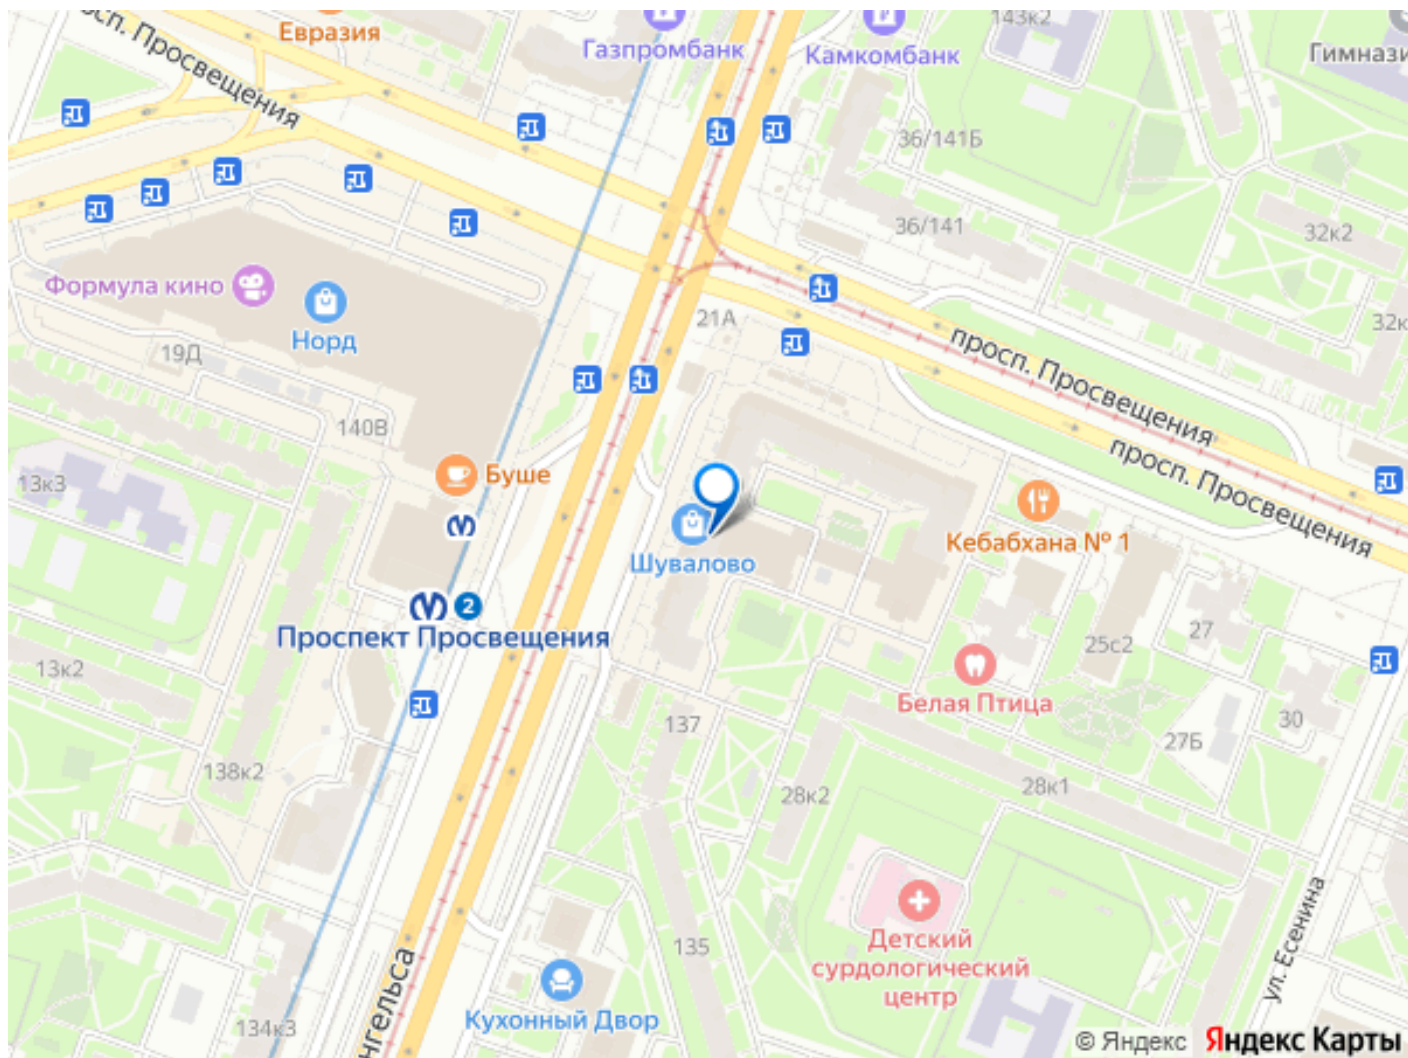 Евразия
Газпромбанк
Камкомбанк
143к2
Гимнази
сп. Просвещения
36/141Б
36/141
32к2
Формула кино
Норд
21А
32к
19Д
140В
просп. Просвещения
просп. Просвещения
13к3
Буше
Шувалово
Кебабхана № 1
2
Проспект Просвещения
27
25с2
13к2
Белая Птица
137
30
27Б
138к2
28к2
28к1
135
Детский
сурдологический
центр
ул. Есенина
нгельса
Кухонный Двор
134к3
© Яндекс Яндекс Карты